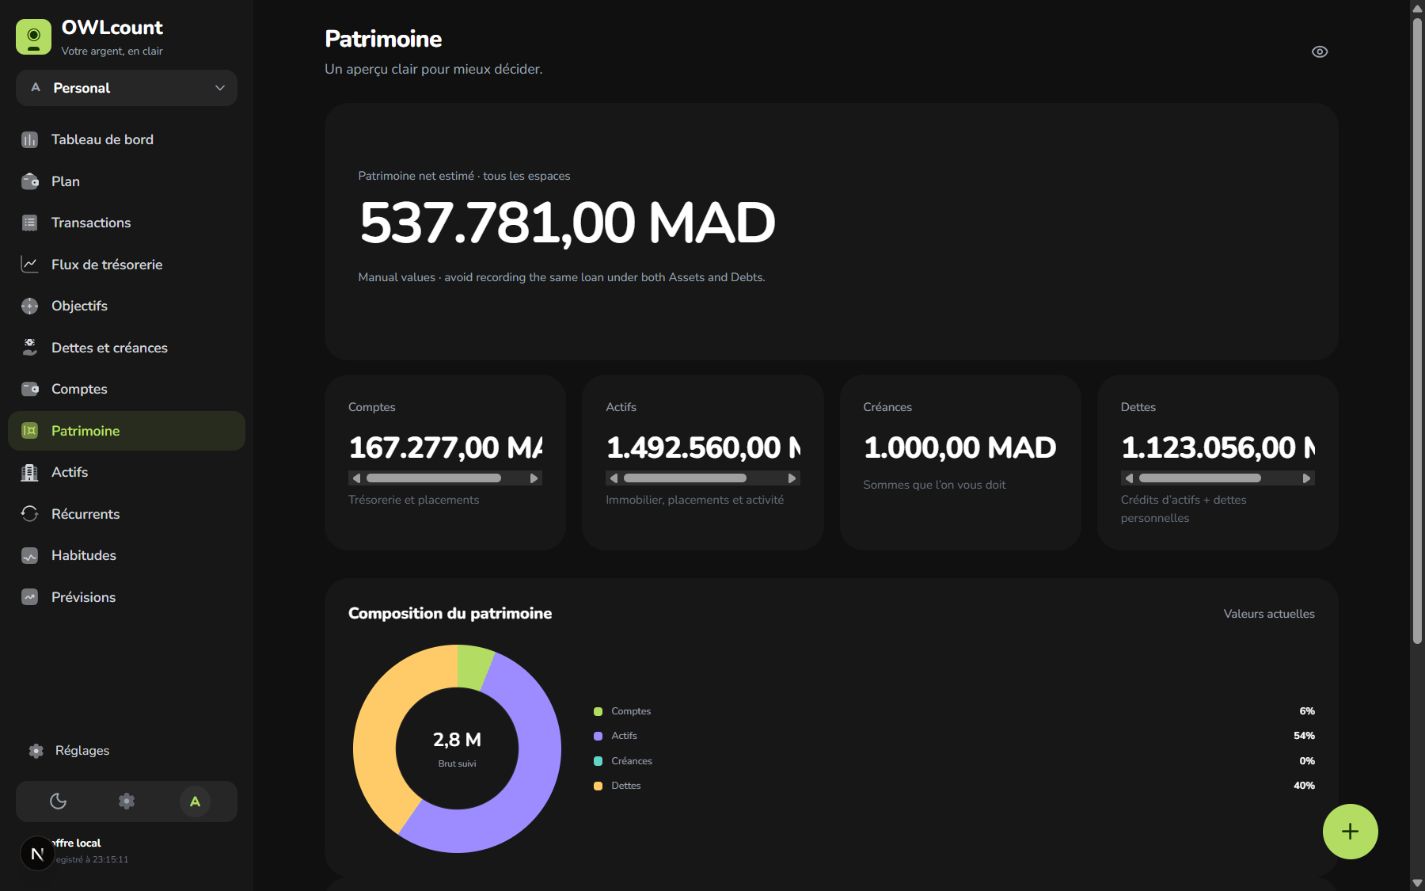 OWLcount
Votre argent, en clair
A Personal
Tableau de bord
Plan
Transactions
Flux de trésorerie
Objectifs
Dettes et créances
Comptes
Patrimoine
Actifs
Récurrents
Habitudes
Prévisions
Réglages
A
N
offre local
egistré à 23:15:11
Patrimoine
Un aperçu clair pour mieux décider.
Patrimoine net estimé · tous les espaces
537.781,00 MAD
Manual values · avoid recording the same loan under both Assets and Debts.
Comptes
167.277,00 MA
Trésorerie et placements
Actifs
1.492.560,00 M
Immobilier, placements et activité
Créances
1.000,00 MAD
Sommes que l'on vous doit
Dettes
1.123.056,00 M
Crédits d'actifs + dettes
personnelles
Composition du patrimoine
Valeurs actuelles
2,8 M
Brut suivi
Comptes 6%
Actifs 54%
Créances 0%
Dettes 40%